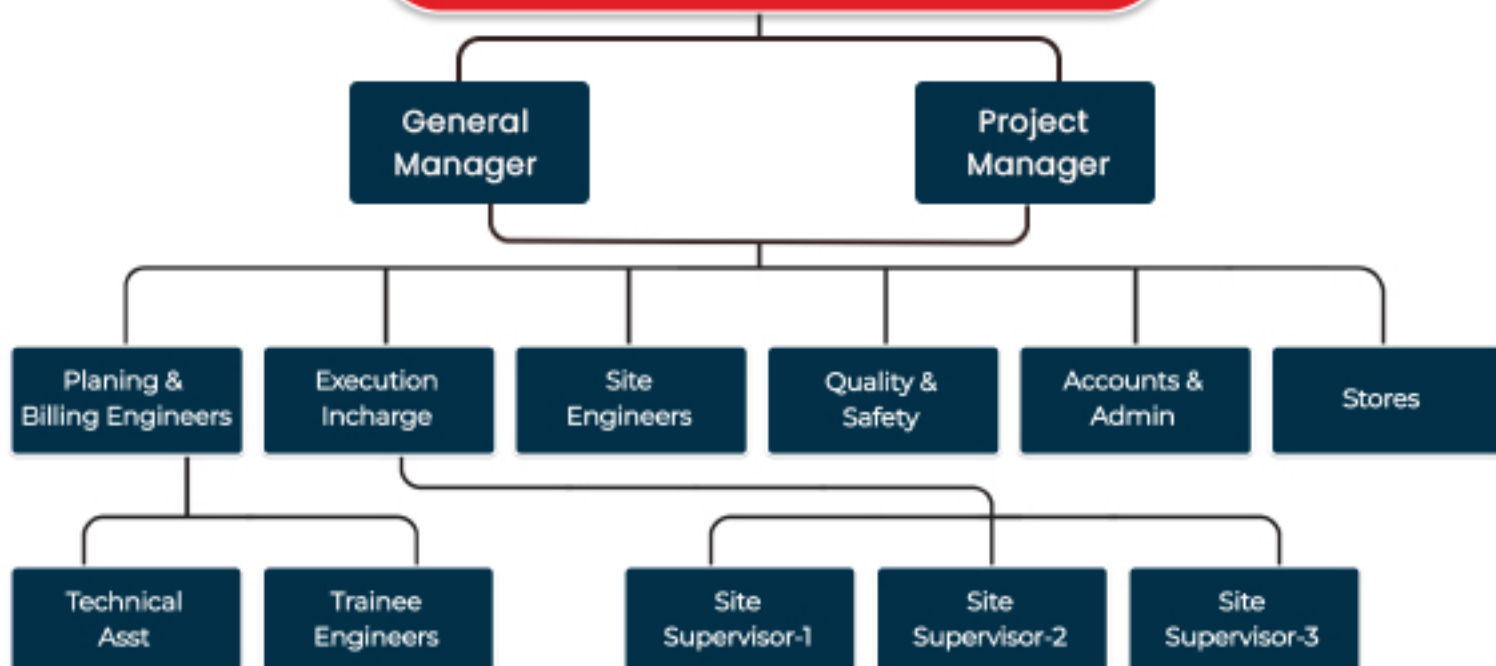 General
Manager
Project
Manager
Planing &
Billing Engineers
Execution
Incharge
Site
Engineers
Quality &
Safety
Accounts &
Admin
Stores
Technical
Asst
Trainee
Engineers
Site
Supervisor-1
Site
Supervisor-2
Site
Supervisor-3